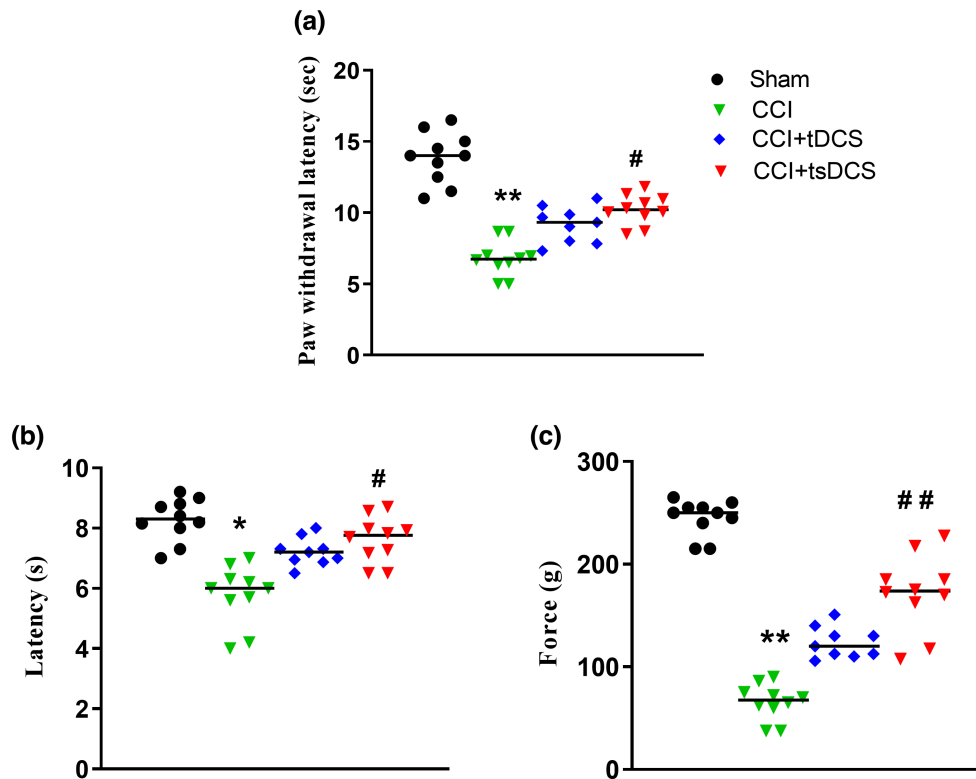 (a)
Paw withdrawal latency (sec)
20
15
10
5
0
**
#
Sham
CCI
CCI+tDCS
CCI+tsDCS
(b)
Latency (s)
10
8
6
4
2
0
*
#
(c)
Force (g)
300
200
100
0
**
# #